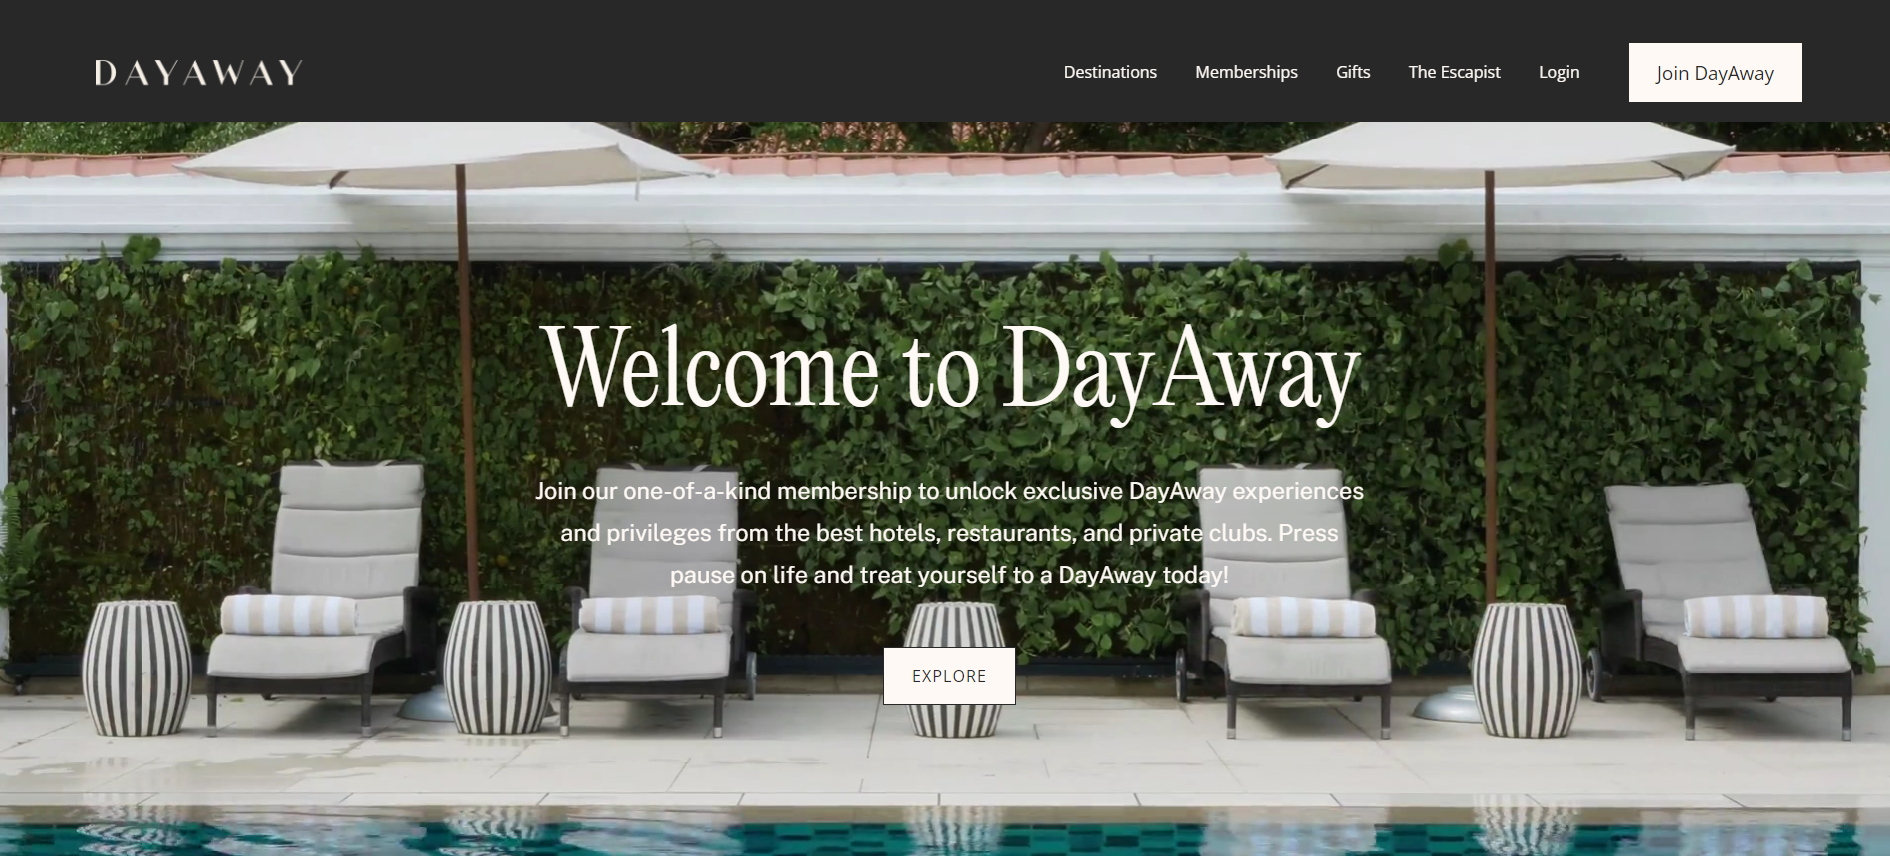 DAYAWAY
Destinations Memberships Gifts The Escapist Login Join DayAway
Welcome to DayAway
Join our one-of-a-kind membership to unlock exclusive DayAway experiences
and privileges from the best hotels, restaurants, and private clubs. Press
pause on life and treat yourself to a DayAway today!
EXPLORE